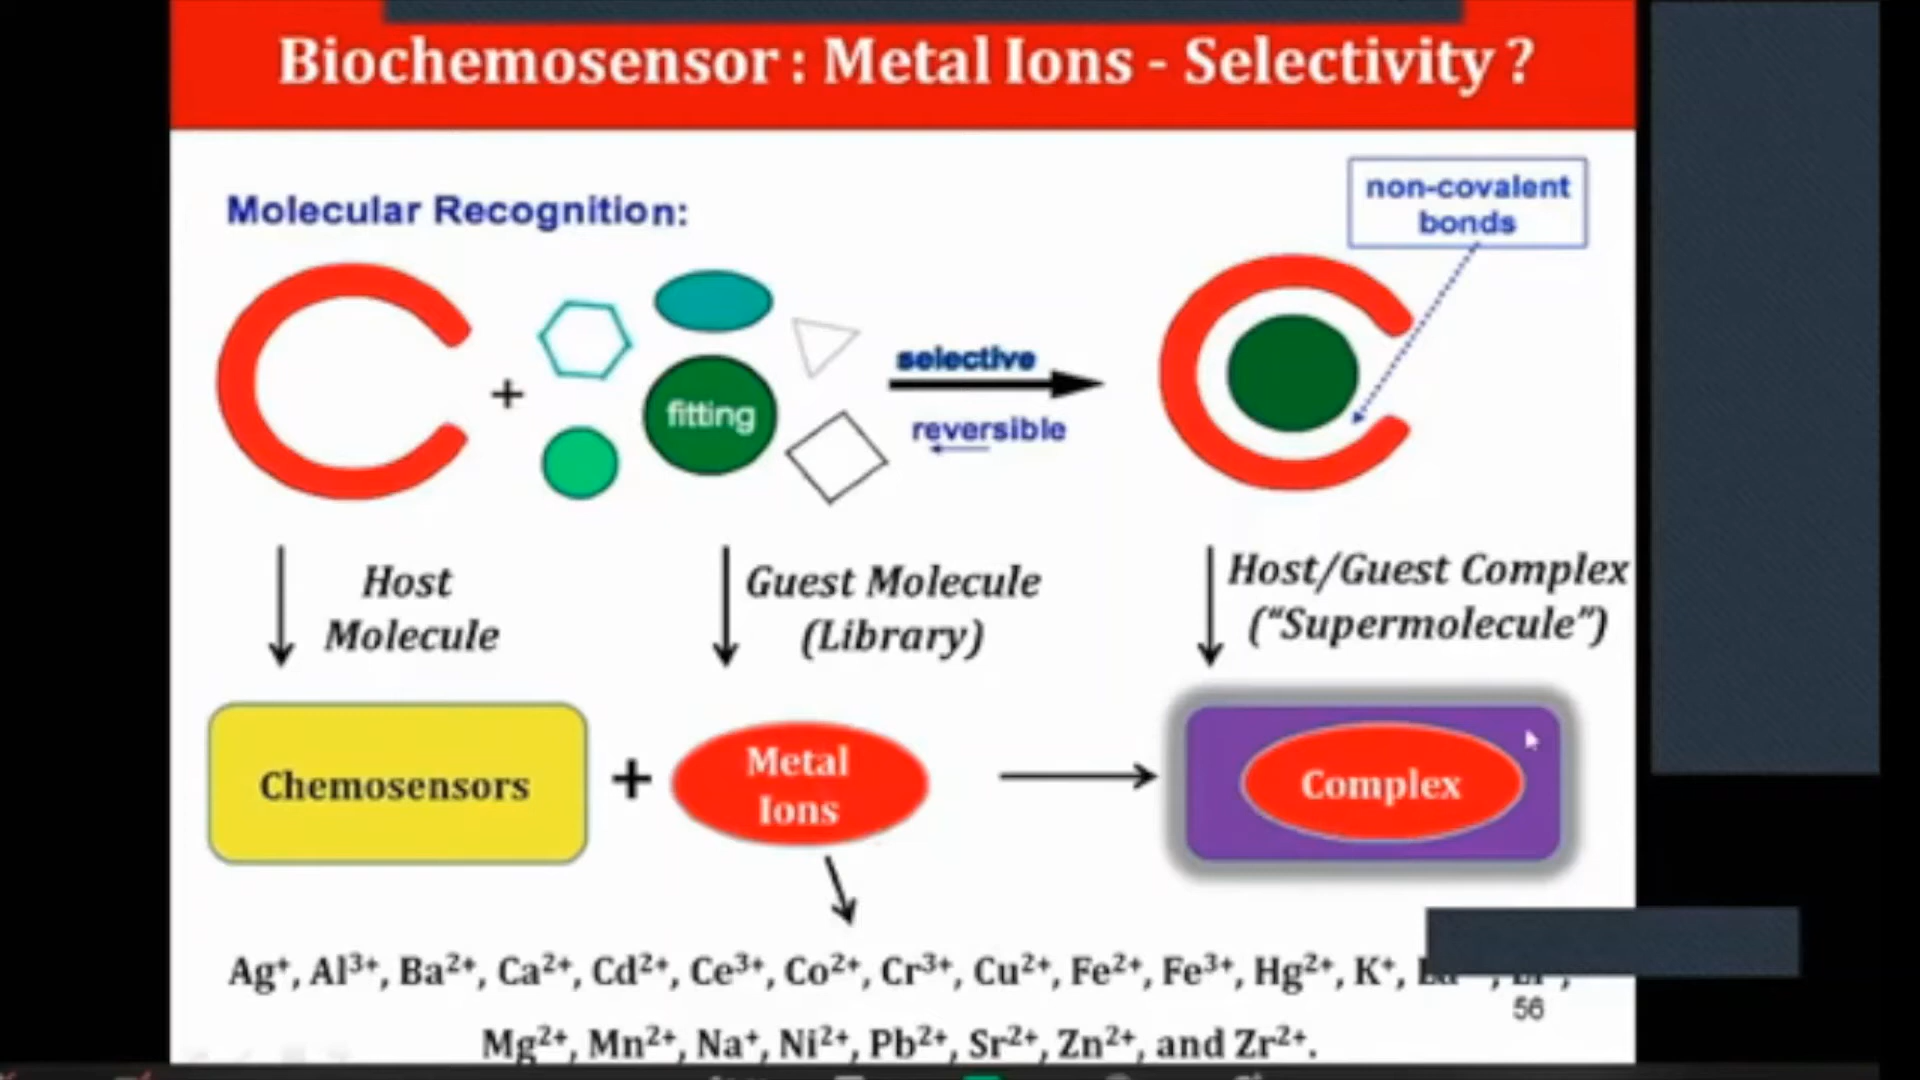 Biochemosensor : Metal Ions - Selectivity ?
non-covalent
bonds
Molecular Recognition:
+
fitting
selective
reversible
Host
Molecule
Guest Molecule
(Library)
Host/Guest Complex
(“Supermolecule”)
Chemosensors
+
Metal
Ions
Complex
Ag⁺, Al³⁺, Ba²⁺, Ca²⁺, Cd²⁺, Ce³⁺, Co²⁺, Cr³⁺, Cu²⁺, Fe²⁺, Fe³⁺, Hg²⁺, K⁺,
56
Mg²⁺, Mn²⁺, Na⁺, Ni²⁺, Pb²⁺, Sr²⁺, Zn²⁺, and Zr²⁺.